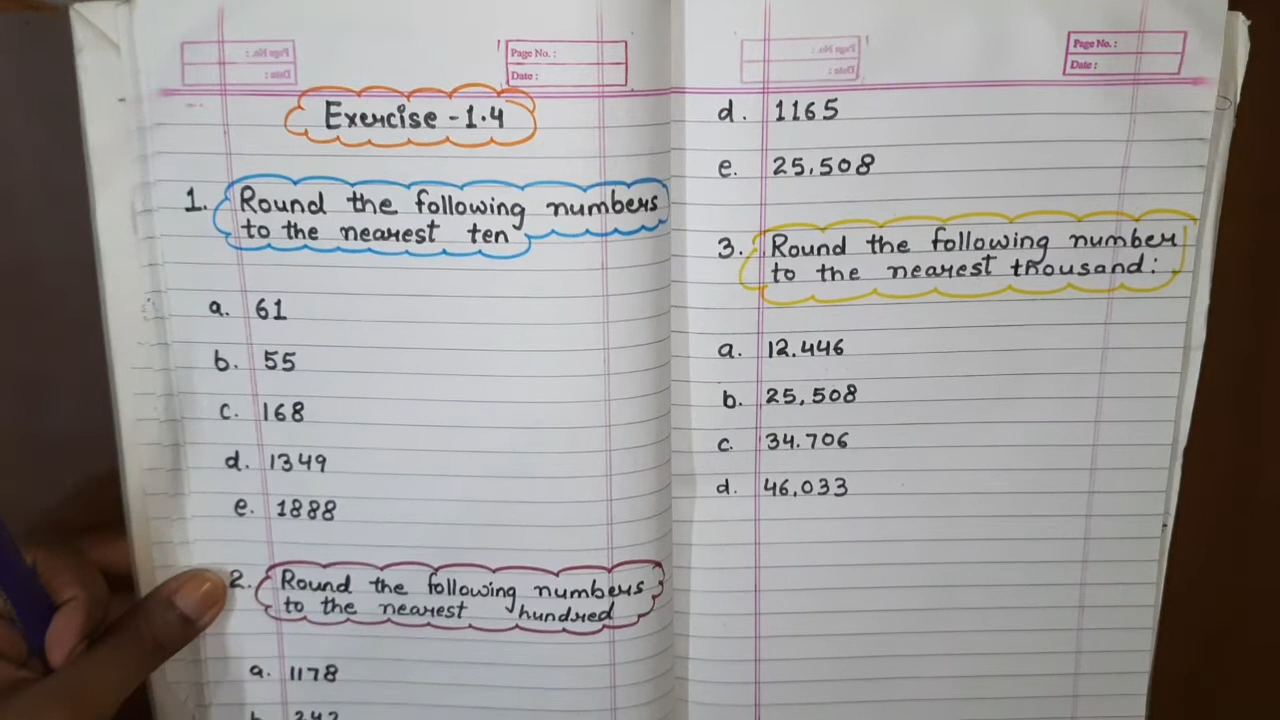 Page No. :
Date :
Exercise - 1.4
1. Round the following numbers
to the nearest ten
a. 61
b. 55
c. 168
d. 1349
e. 1888
2. Round the following numbers
to the nearest hundred
a. 1178
Page No. :
Date :
d. 1165
e. 25,508
3. Round the following number
to the nearest thousand:
a. 12.446
b. 25,508
c. 34.706
d. 46,033